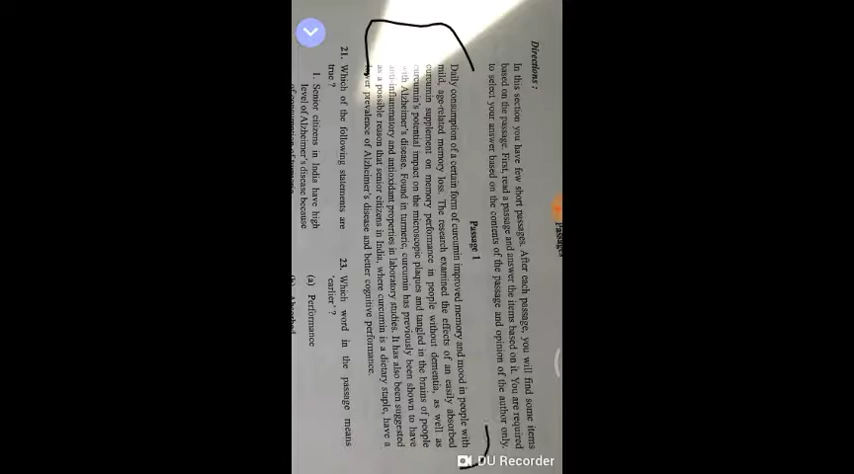 Passages
Directions :
In this section you have few short passages. After each passage, you will find some items
based on the passage. First, read a passage and answer the items based on it. You are required
to select your answer based on the contents of the passage and opinion of the author only.
Passage 1
Daily consumption of a certain form of curcumin improved memory and mood in people with
mild, age-related memory loss. The research examined the effects of an easily absorbed
curcumin supplement on memory performance in people without dementia, as well as
curcumin's potential impact on the microscopic plaques and tangled in the brains of people
with Alzheimer's disease. Found in turmeric, curcumin has previously been shown to have
anti-inflammatory and antioxidant properties in laboratory studies. It has also been suggested
as a possible reason that senior citizens in India, where curcumin is a dietary staple, have a
lower prevalence of Alzheimer's disease and better cognitive performance.
21. Which of the following statements are
true ?
1. Senior citizens in India have high
level of Alzheimer's disease because
of consumption of turmeric
23. Which word in the passage means
'earlier' ?
(a) Performance
(b) Absorbed
DU Recorder